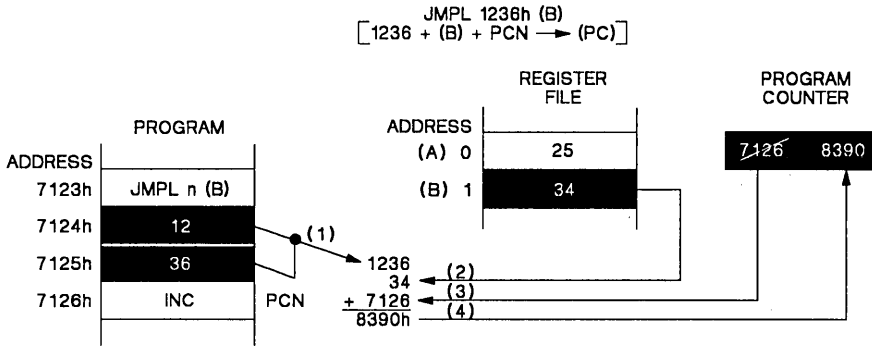 JMPL 1236h (B)
[1236 + (B) + PCN → (PC)]
PROGRAM
ADDRESS
7123h JMPL n (B)
7124h 12
7125h 36
7126h INC PCN
REGISTER
FILE
ADDRESS
(A) 0 25
(B) 1 34
PROGRAM
COUNTER
7126 8390
(1)
1236
34 (2)
+ 7126 (3)
8390h (4)